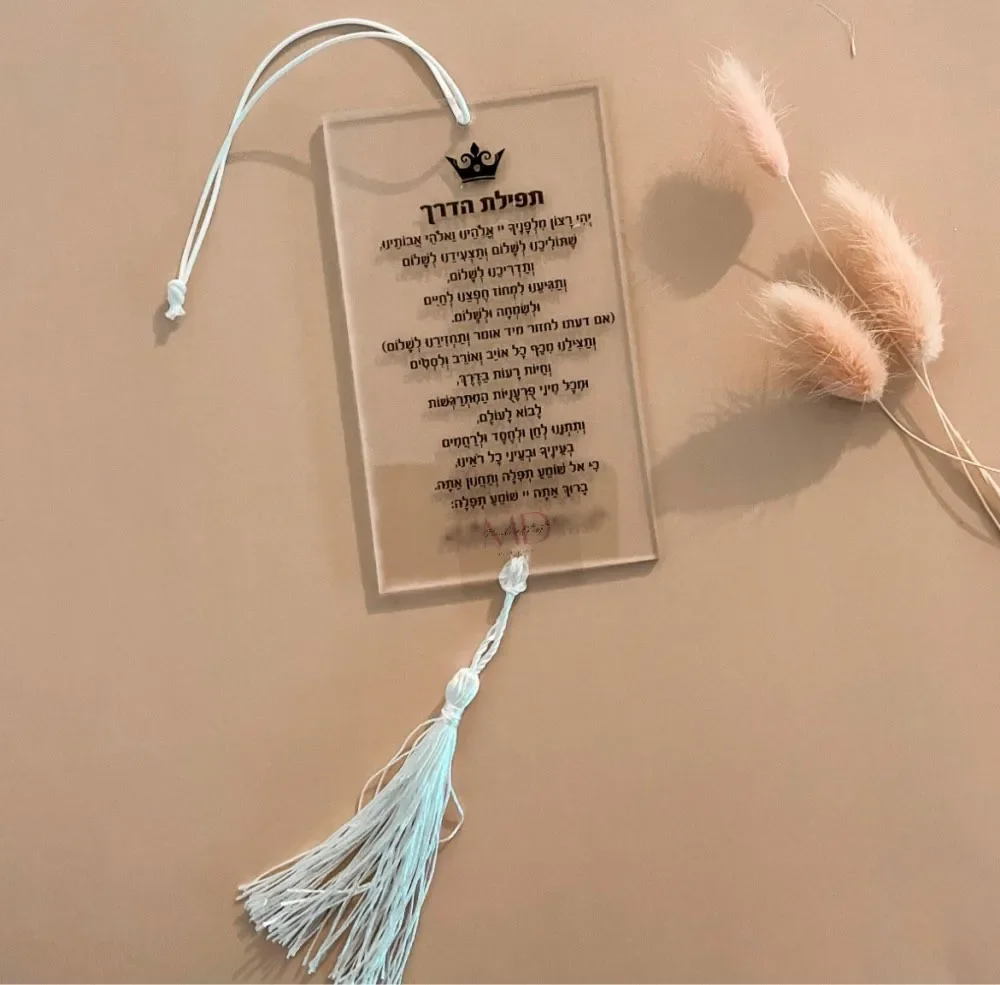 תפילת הדרך
יְהִי רָצוֹן מִלְּפָנֶיךָ יי אֱלֹהֵינוּ וֵאלֹהֵי אֲבוֹתֵינוּ,
שֶׁתּוֹלִיכֵנוּ לְשָׁלוֹם וְתַצְעִידֵנוּ לְשָׁלוֹם
וְתַדְרִיכֵנוּ לְשָׁלוֹם,
וְתַגִּיעֵנוּ לִמְחוֹז חֶפְצֵנוּ לְחַיִּים
וּלְשִׂמְחָה וּלְשָׁלוֹם.
(אם דעתו לחזור מיד אומר וְתַחְזִירֵנוּ לְשָׁלוֹם)
וְתַצִּילֵנוּ מִכַּף כָּל אוֹיֵב וְאוֹרֵב וְלִסְטִים
וְחַיּוֹת רָעוֹת בַּדֶּרֶךְ,
וּמִכָּל מִינֵי פֻּרְעָנֻיּוֹת הַמִּתְרַגְּשׁוֹת
לָבוֹא לָעוֹלָם,
וְתִתְּנֵנוּ לְחֵן וּלְחֶסֶד וּלְרַחֲמִים
בְּעֵינֶיךָ וּבְעֵינֵי כָל רוֹאֵינוּ,
כִּי אֵל שׁוֹמֵעַ תְּפִלָּה וְתַחֲנוּן אַתָּה.
בָּרוּךְ אַתָּה יי שׁוֹמֵעַ תְּפִלָּה:
MD